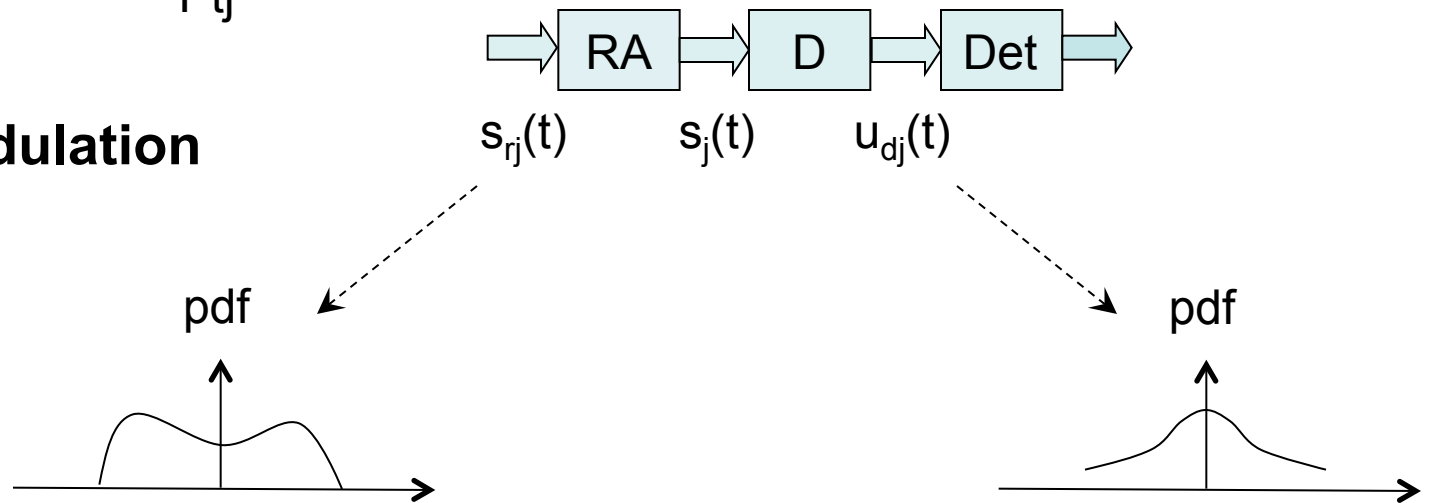 RA D Det
s_rj(t) s_j(t) u_dj(t)
dulation
pdf pdf